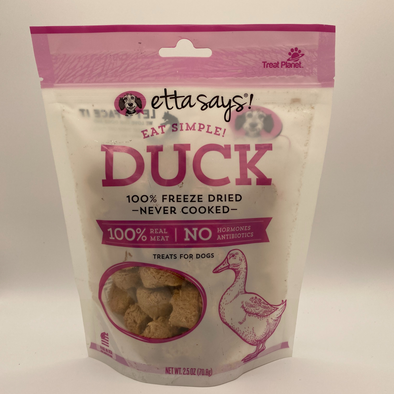 Treat Planet
etta says!
EAT SIMPLE!
DUCK
100% FREEZE DRIED
—NEVER COOKED—
100% REAL MEAT | NO HORMONES ANTIBIOTICS
TREATS FOR DOGS
NET WT. 2.5 OZ (70.9g)